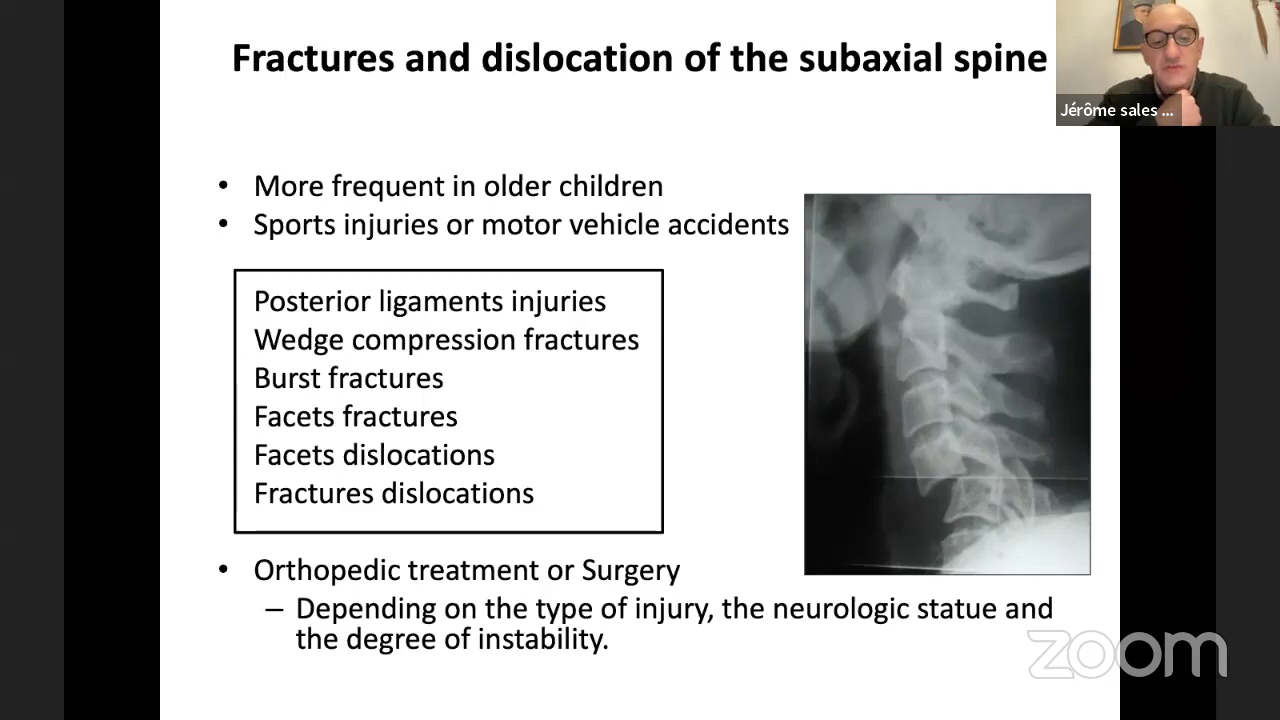 Fractures and dislocation of the subaxial spine
Jérôme sales ...
• More frequent in older children
• Sports injuries or motor vehicle accidents
Posterior ligaments injuries
Wedge compression fractures
Burst fractures
Facets fractures
Facets dislocations
Fractures dislocations
• Orthopedic treatment or Surgery
– Depending on the type of injury, the neurologic statue and
the degree of instability.
zoom